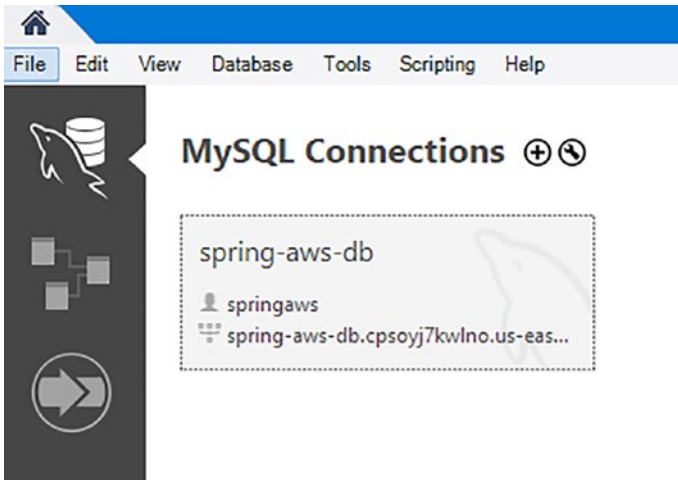 File Edit View Database Tools Scripting Help
MySQL Connections
spring-aws-db
springaws
spring-aws-db.cpsoyj7kwlno.us-eas...